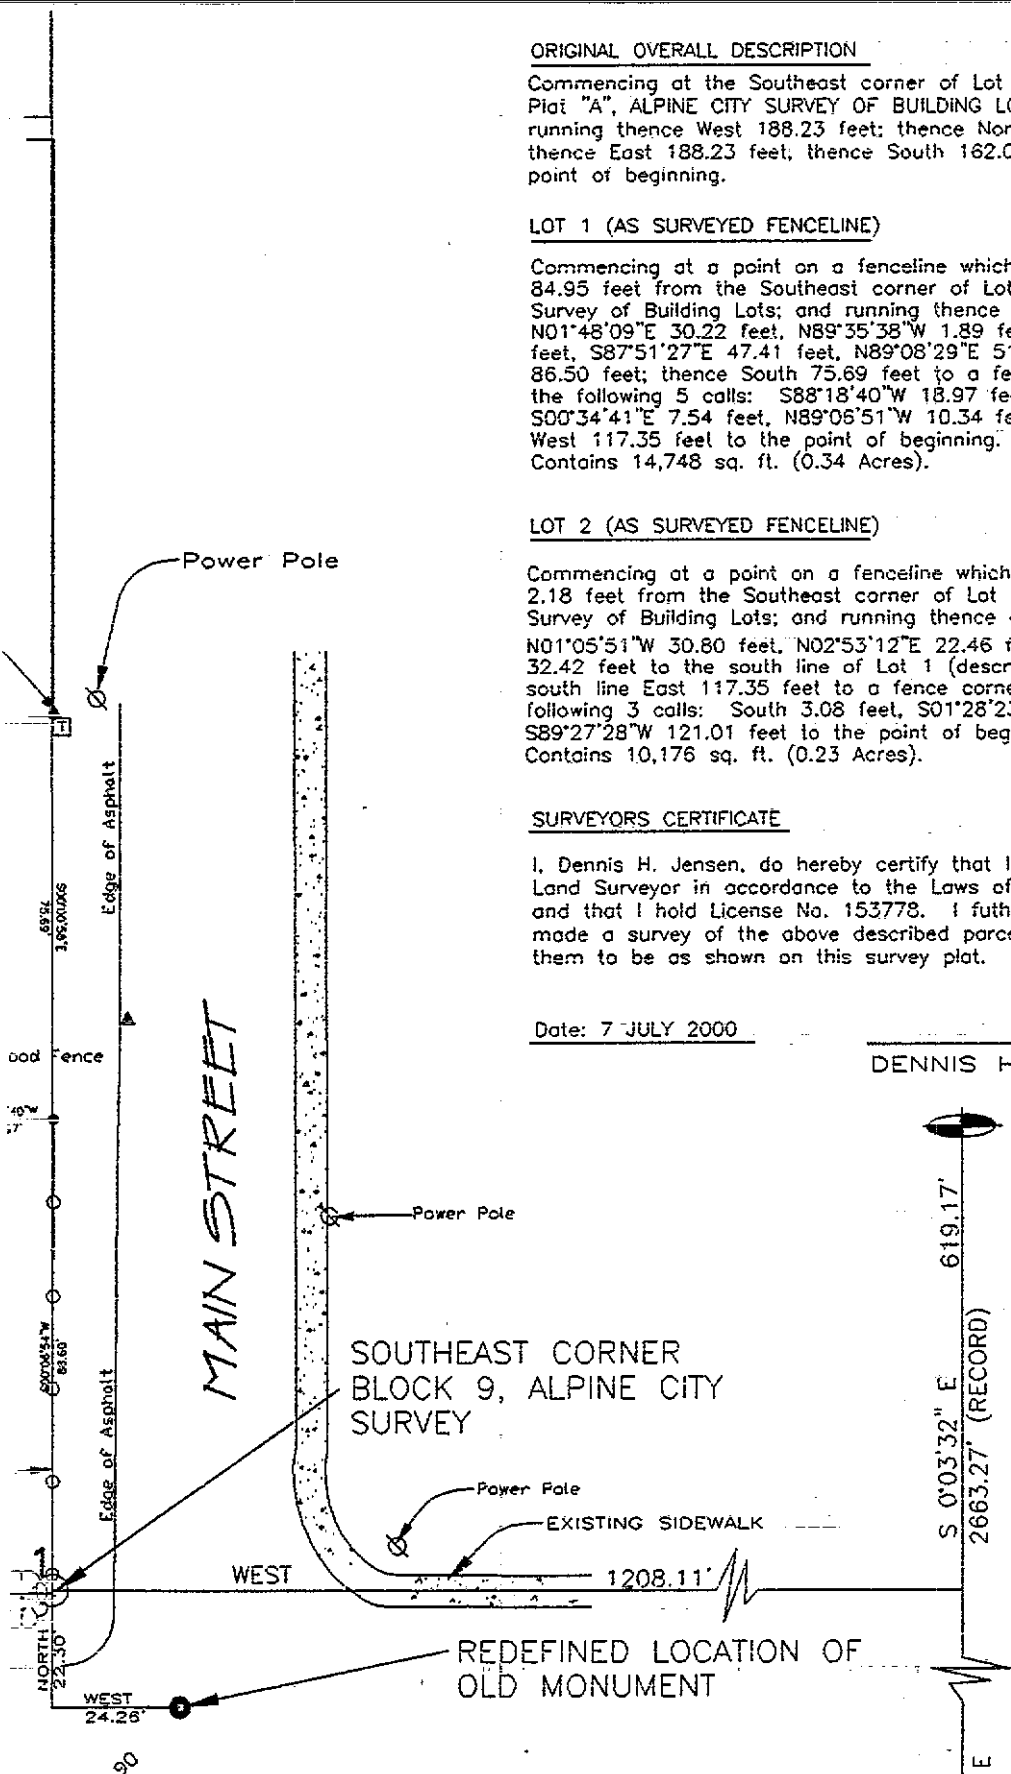 ORIGINAL OVERALL DESCRIPTION
Commencing at the Southeast corner of Lot
Plat "A", ALPINE CITY SURVEY OF BUILDING LO
running thence West 188.23 feet; thence Nor
thence East 188.23 feet; thence South 162.0
point of beginning.
LOT 1 (AS SURVEYED FENCELINE)
Commencing at a point on a fenceline which
84.95 feet from the Southeast corner of Lot
Survey of Building Lots; and running thence
N01°48'09"E 30.22 feet, N89°35'38"W 1.89 fe
feet, S87°51'27"E 47.41 feet, N89°08'29"E 51
86.50 feet; thence South 75.69 feet to a fe
the following 5 calls: S88°18'40"W 18.97 fe
S00°34'41"E 7.54 feet, N89°06'51"W 10.34 fe
West 117.35 feet to the point of beginning.
Contains 14,748 sq. ft. (0.34 Acres).
LOT 2 (AS SURVEYED FENCELINE)
Commencing at a point on a fenceline which
2.18 feet from the Southeast corner of Lot
Survey of Building Lots; and running thence
N01°05'51"W 30.80 feet, N02°53'12"E 22.46 f
32.42 feet to the south line of Lot 1 (descr
south line East 117.35 feet to a fence corne
following 3 calls: South 3.08 feet, S01°28'23
S89°27'28"W 121.01 feet to the point of beg
Contains 10,176 sq. ft. (0.23 Acres).
SURVEYORS CERTIFICATE
I, Dennis H. Jensen, do hereby certify that I
Land Surveyor in accordance to the Laws of
and that I hold License No. 153778. I futh
made a survey of the above described parce
them to be as shown on this survey plat.
Date: 7 JULY 2000
DENNIS H
Power Pole
T
Edge of Asphalt
S00°00'58"E
75.69'
ood Fence
'40"W
MAIN STREET
Power Pole
619.17'
S 0°03'32" E
2663.27' (RECORD)
S00°06'54"W
83.60'
SOUTHEAST CORNER
BLOCK 9, ALPINE CITY
SURVEY
Edge of Asphalt
Power Pole
EXISTING SIDEWALK
WEST
1208.11'
NORTH
22.30'
REDEFINED LOCATION OF
OLD MONUMENT
WEST
24.26'
90
E